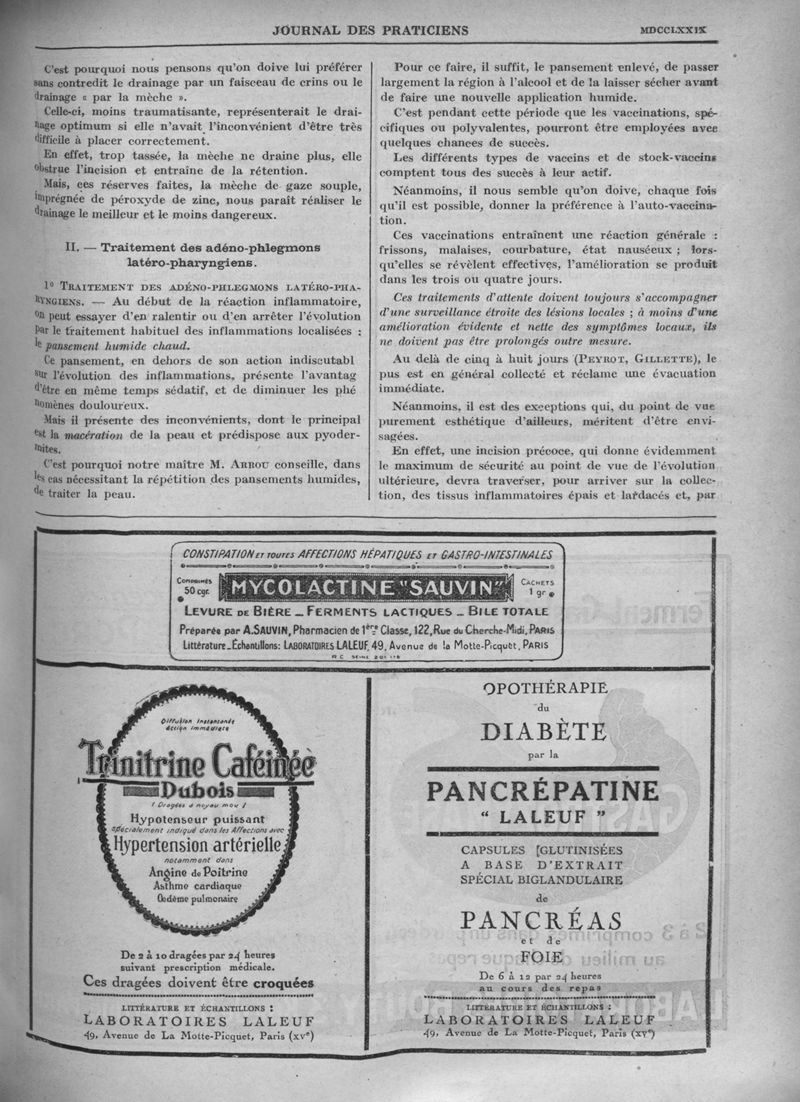 JOURNAL DES PRATICIENS
MDCCLXXIX
C'est pourquoi nous pensons qu'on doive lui préférer
sans contredit le drainage par un faisceau de crins ou le
drainage « par la mèche ».
Celle-ci, moins traumatisante, représenterait le drai-
nage optimum si elle n'avait l'inconvénient d'être très
difficile à placer correctement.
En effet, trop tassée, la mèche ne draine plus, elle
obstrue l'incision et entraine de la rétention.
Mais, ces réserves faites, la mèche de gaze souple,
imprégnée de péroxyde de zinc, nous paraît réaliser le
drainage le meilleur et le moins dangereux.
II. — Traitement des adéno-phlegmons
latéro-pharyngiens.
1º TRAITEMENT DES ADÉNO-PHLEGMONS LATÉRO-PHA-
RYNGIENS. — Au début de la réaction inflammatoire,
on peut essayer d'en ralentir ou d'en arrêter l'évolution
par le traitement habituel des inflammations localisées :
le pansement humide chaud.
Ce pansement, en dehors de son action indiscutabl
sur l'évolution des inflammations, présente l'avantag
d'être en même temps sédatif, et de diminuer les phé
nomènes douloureux.
Mais il présente des inconvénients, dont le principal
est la macération de la peau et prédispose aux pyoder-
mites.
C'est pourquoi notre maître M. ARROU conseille, dans
les cas nécessitant la répétition des pansements humides,
de traiter la peau.
Pour ce faire, il suffit, le pansement enlevé, de passer
largement la région à l'alcool et de la laisser sécher avant
de faire une nouvelle application humide.
C'est pendant cette période que les vaccinations, spé-
cifiques ou polyvalentes, pourront être employées avec
quelques chances de succès.
Les différents types de vaccins et de stock-vaccins
comptent tous des succès à leur actif.
Néanmoins, il nous semble qu'on doive, chaque fois
qu'il est possible, donner la préférence à l'auto-vaccina-
tion.
Ces vaccinations entraînent une réaction générale :
frissons, malaises, courbature, état nauséeux ; lors-
qu'elles se révèlent effectives, l'amélioration se produit
dans les trois ou quatre jours.
Ces traitements d'attente doivent toujours s'accompagner
d'une surveillance étroite des lésions locales ; à moins d'une
amélioration évidente et nette des symptômes locaux, ils
ne doivent pas être prolongés outre mesure.
Au delà de cinq à huit jours (PEYROT, GILLETTE), le
pus est en général collecté et réclame une évacuation
immédiate.
Néanmoins, il est des exceptions qui, du point de vue
purement esthétique d'ailleurs, méritent d'être envi-
sagées.
En effet, une incision précoce, qui donne évidemment
le maximum de sécurité au point de vue de l'évolution
ultérieure, devra traverser, pour arriver sur la collec-
tion, des tissus inflammatoires épais et lardacés et, par
CONSTIPATION ET TOUTES AFFECTIONS HÉPATIQUES ET GASTRO-INTESTINALES
COMPRIMÉS
50 cgr.
MYCOLACTINE "SAUVIN"
CACHETS
1 gr.
LEVURE DE BIÈRE _ FERMENTS LACTIQUES _ BILE TOTALE
Préparée par A.SAUVIN, Pharmacien de 1ère Classe, 122, Rue du Cherche-Midi, PARIS
Littérature_Échantillons: LABORATOIRES LALEUF, 49, Avenue de la Motte-Picquet, PARIS
Diffusion Instantanée
Action Immédiate
Trinitrine Caféinée
Dubois
(Dragées à noyau mou)
Hypotenseur puissant
spécialement indiqué dans les Affections avec
Hypertension artérielle
notamment dans
Angine de Poitrine
Asthme cardiaque
Œdème pulmonaire
De 2 à 10 dragées par 24 heures
suivant prescription médicale.
Ces dragées doivent être croquées
LITTÉRATURE ET ÉCHANTILLONS :
LABORATOIRES LALEUF
49, Avenue de La Motte-Picquet, Paris (XVe)
OPOTHÉRAPIE
du
DIABÈTE
par la
PANCRÉPATINE
" LALEUF "
CAPSULES [GLUTINISÉES
A BASE D'EXTRAIT
SPÉCIAL BIGLANDULAIRE
de
PANCRÉAS
et de
FOIE
De 6 à 12 par 24 heures
au cours des repas
LITTÉRATURE ET ÉCHANTILLONS :
LABORATOIRES LALEUF
49, Avenue de La Motte-Picquet, Paris (XVe)